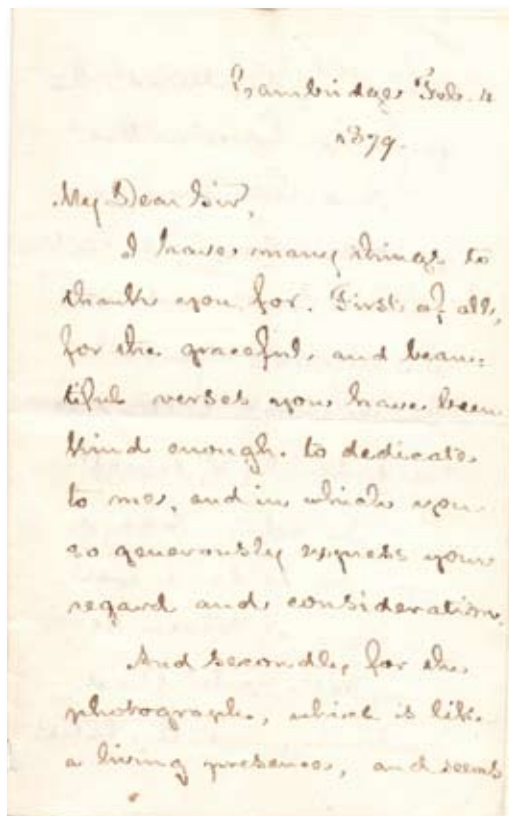 Cambridge Feb. 4
1879.
My Dear Sir,
I have many things to
thank you for. First of all,
for the graceful and beau-
tiful verses you have been
kind enough to dedicate
to me, and in which you
so generously express your
regard and consideration.
And secondly, for the
photograph, which is like
a living presence, and seems